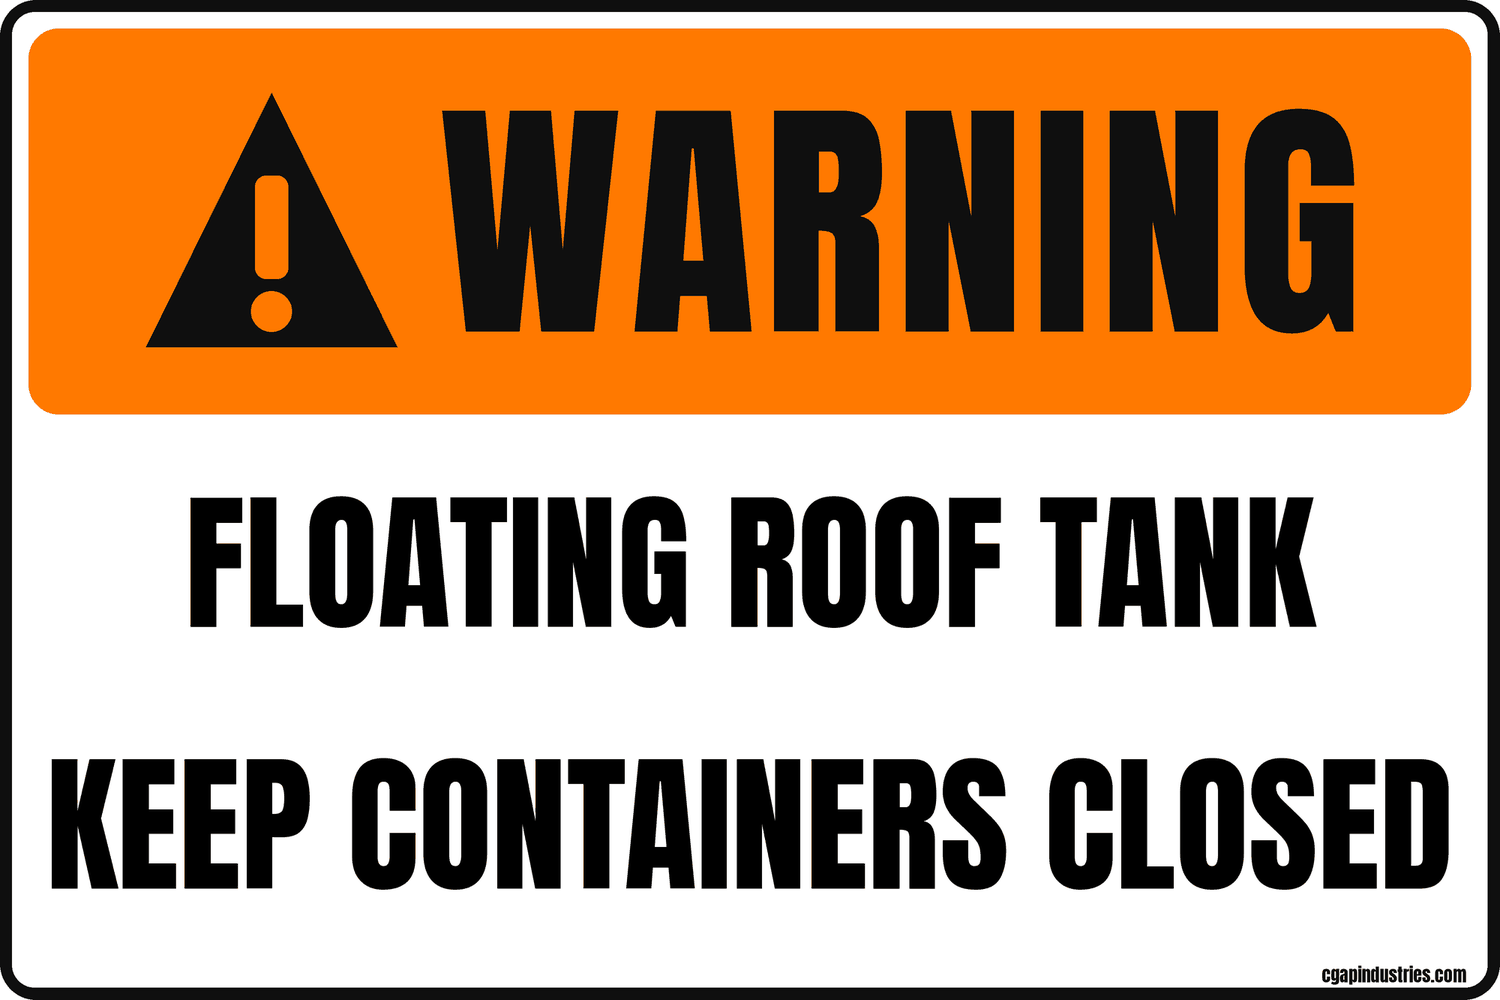 WARNING
FLOATING ROOF TANK
KEEP CONTAINERS CLOSED
cgapindustries.com